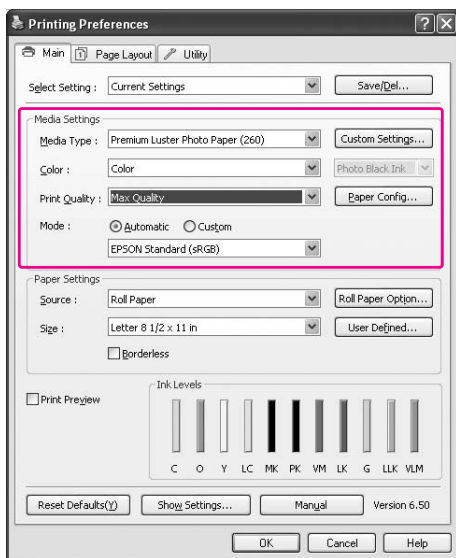 Printing Preferences
Main Page Layout Utility
Select Setting : Current Settings Save/Del...
Media Settings
Media Type : Premium Luster Photo Paper (260) Custom Settings...
Color : Color Photo Black Ink
Print Quality : Max Quality Paper Config...
Mode : Automatic Custom
EPSON Standard (sRGB)
Paper Settings
Source : Roll Paper Roll Paper Option...
Size : Letter 8 1/2 x 11 in User Defined...
Borderless
Print Preview Ink Levels
C O Y LC MK PK VM LK G LLK VLM
Reset Defaults(Y) Show Settings... Manual Version 6.50
OK Cancel Help